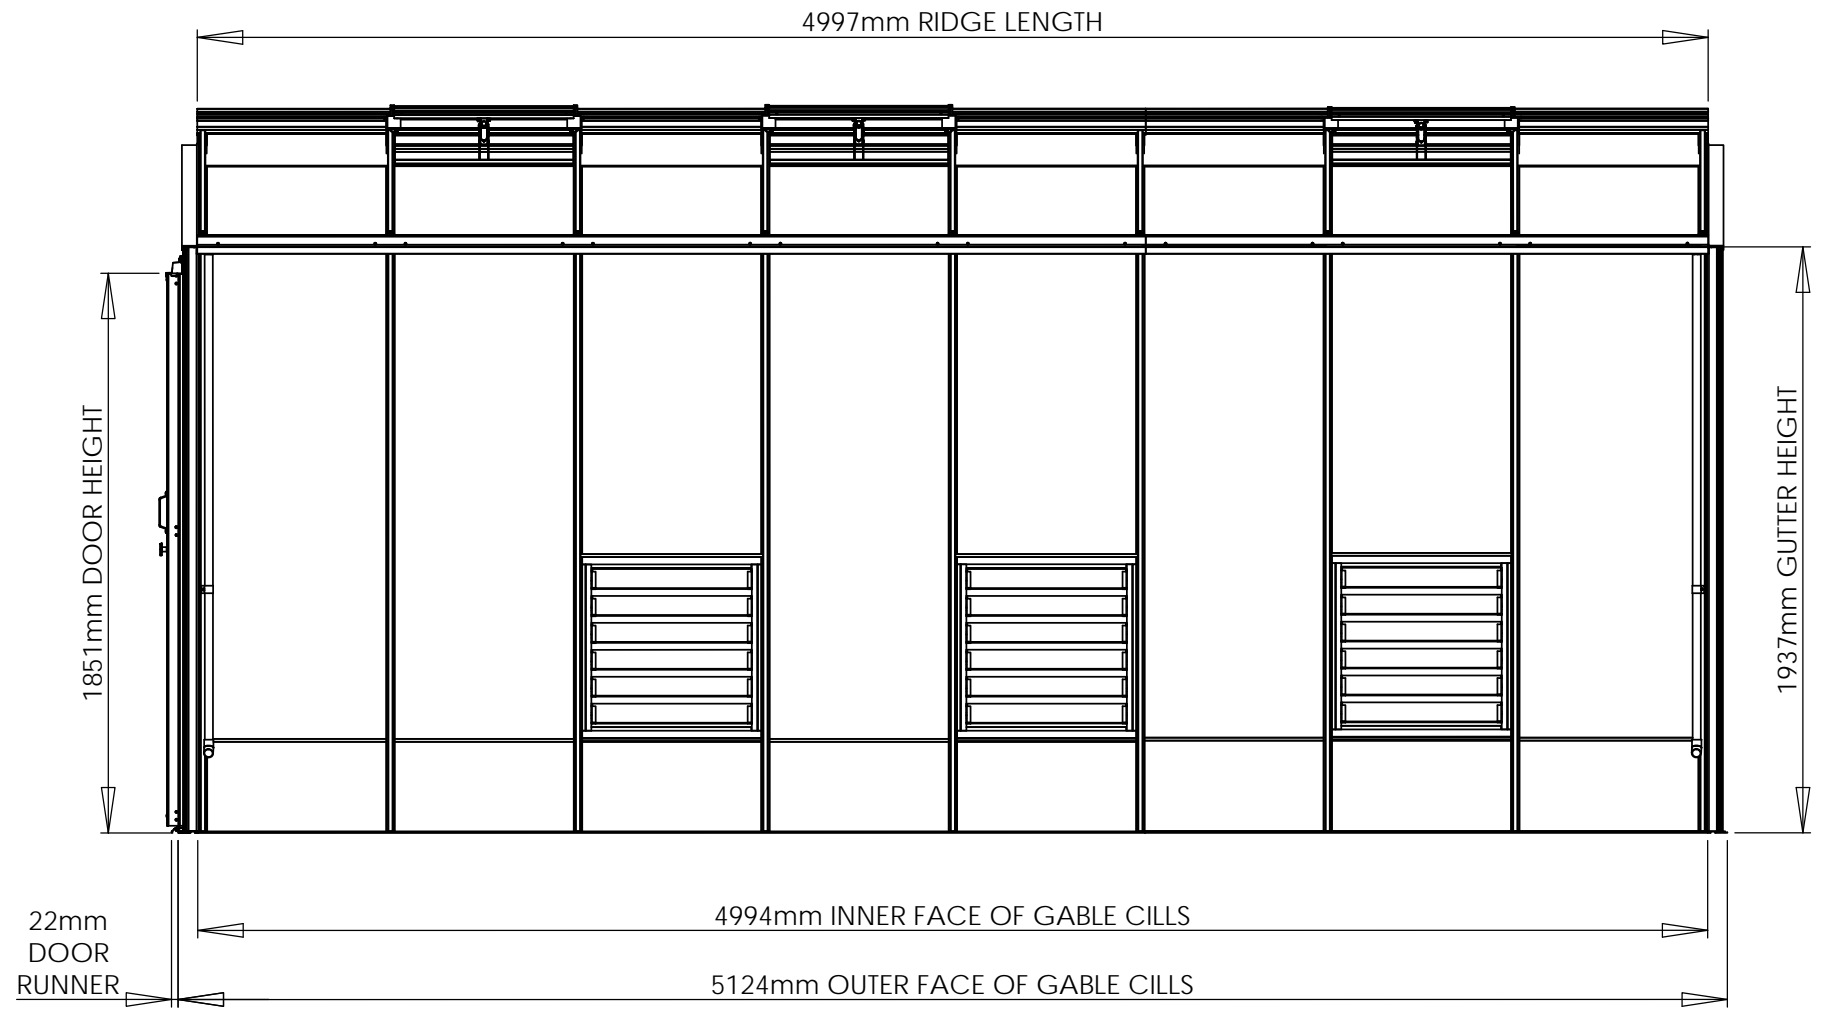 4997mm RIDGE LENGTH
1851mm DOOR HEIGHT
1937mm GUTTER HEIGHT
4994mm INNER FACE OF GABLE CILLS
22mm
DOOR
RUNNER
5124mm OUTER FACE OF GABLE CILLS